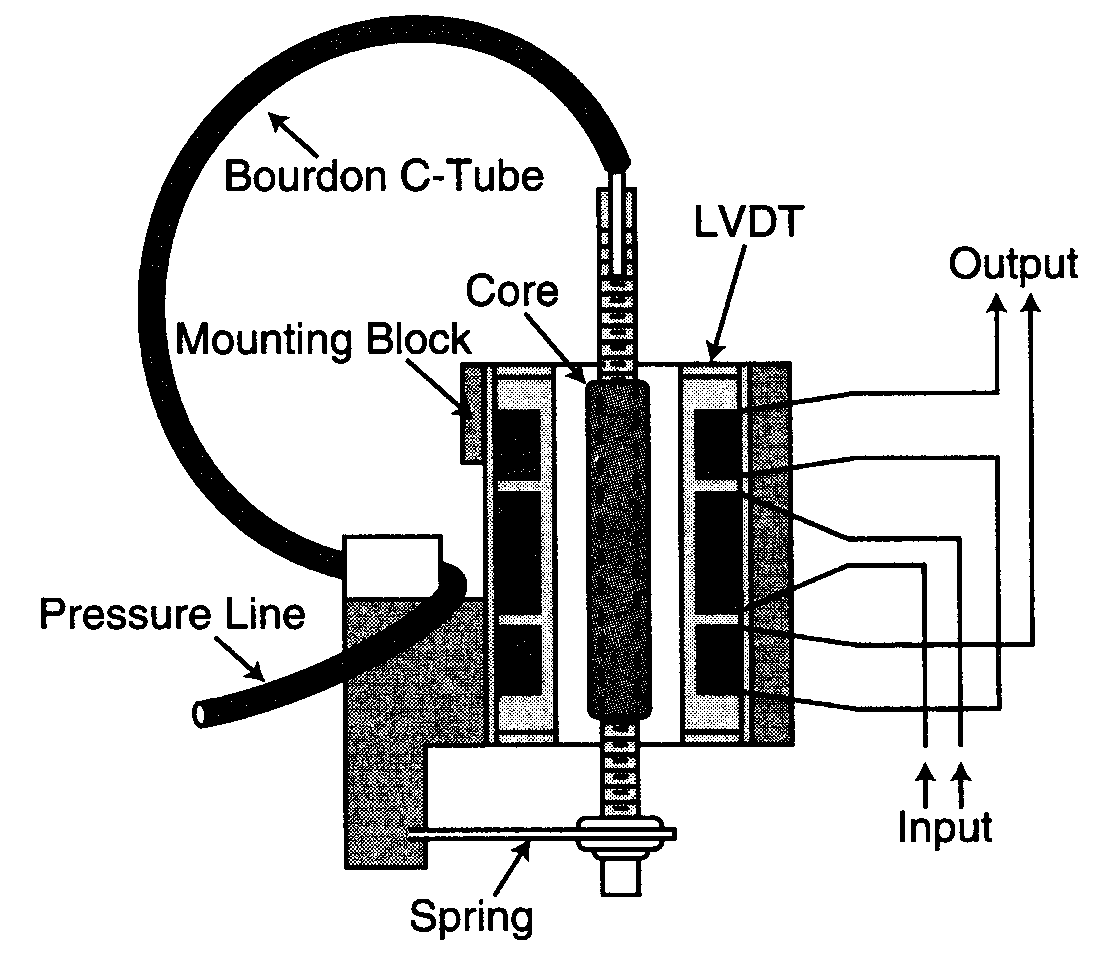 Bourdon C-Tube
LVDT
Output
Core
Mounting Block
Pressure Line
Input
Spring